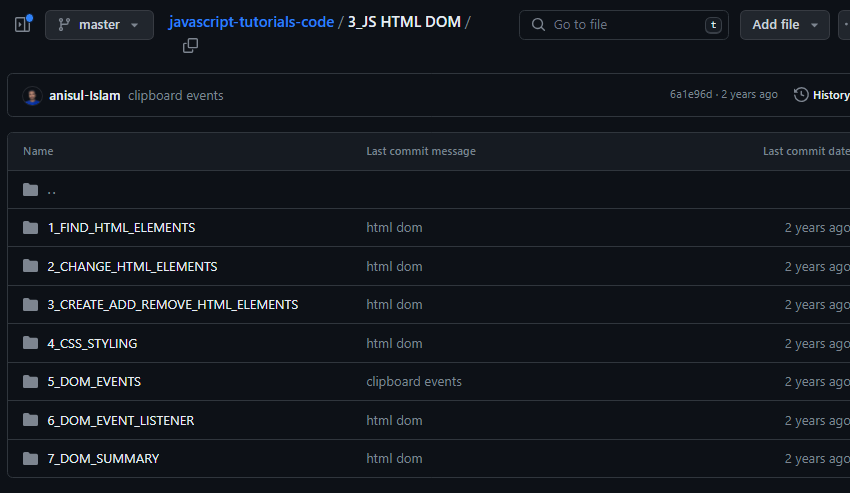 master
javascript-tutorials-code / 3_JS HTML DOM /
Go to file
t
Add file
anisul-Islam clipboard events
6a1e96d · 2 years ago
History
Name Last commit message Last commit date
..
1_FIND_HTML_ELEMENTS html dom 2 years ago
2_CHANGE_HTML_ELEMENTS html dom 2 years ago
3_CREATE_ADD_REMOVE_HTML_ELEMENTS html dom 2 years ago
4_CSS_STYLING html dom 2 years ago
5_DOM_EVENTS clipboard events 2 years ago
6_DOM_EVENT_LISTENER html dom 2 years ago
7_DOM_SUMMARY html dom 2 years ago